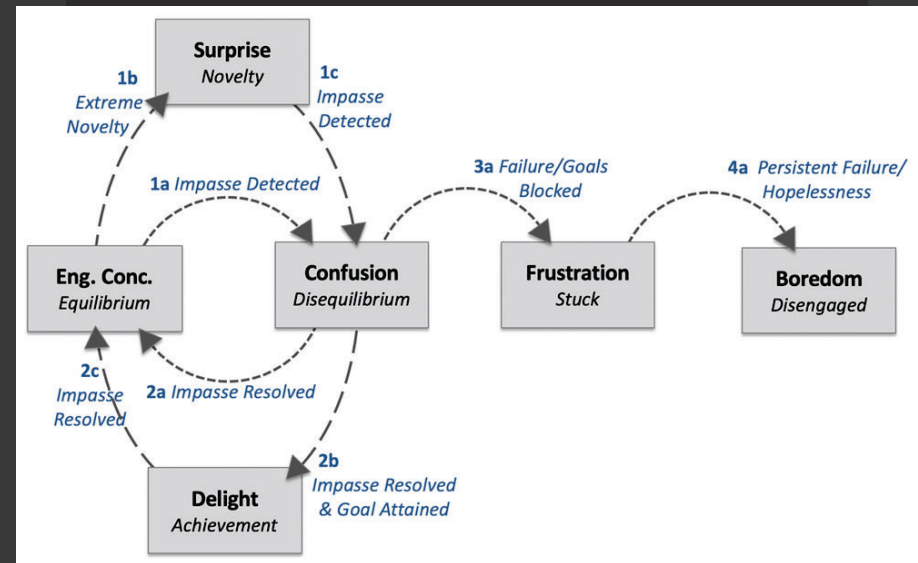 Surprise
Novelty
1b
Extreme
Novelty
1c
Impasse
Detected
1a Impasse Detected
3a Failure/Goals
Blocked
4a Persistent Failure/
Hopelessness
Eng. Conc.
Equilibrium
Confusion
Disequilibrium
Frustration
Stuck
Boredom
Disengaged
2c
Impasse
Resolved
2a Impasse Resolved
2b
Impasse Resolved
& Goal Attained
Delight
Achievement